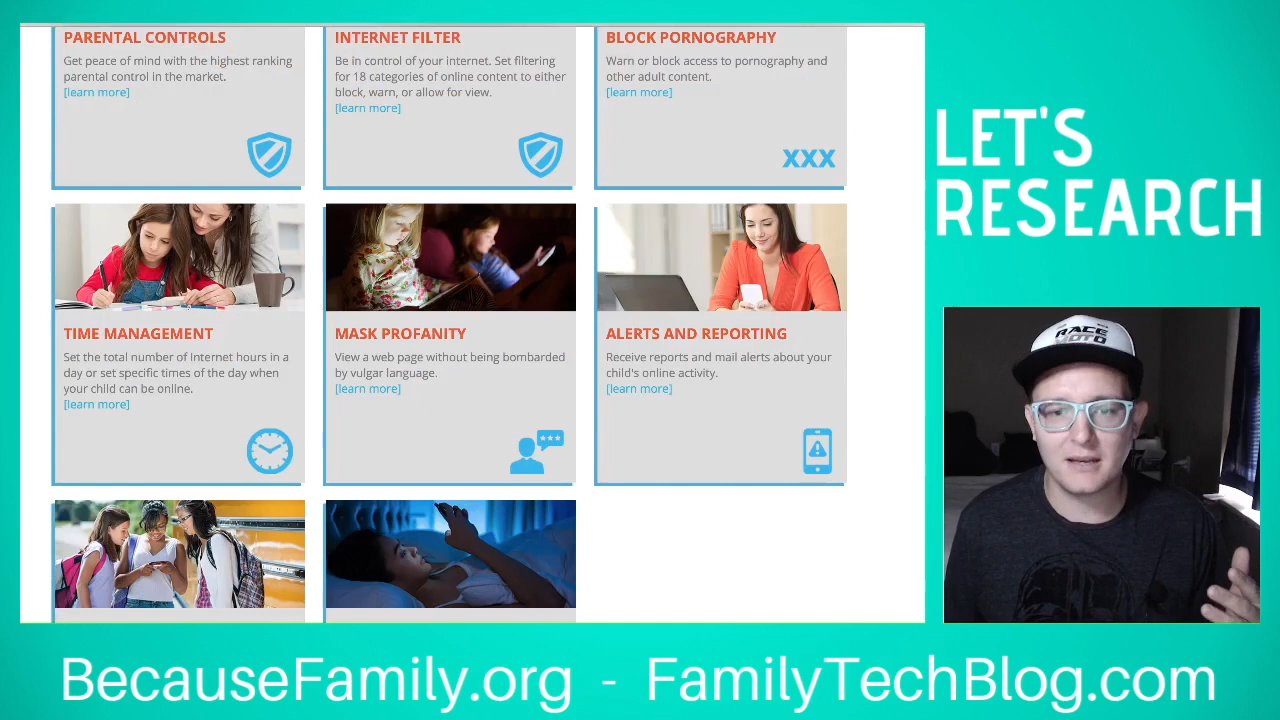 PARENTAL CONTROLS
Get peace of mind with the highest ranking
parental control in the market.
[learn more]
INTERNET FILTER
Be in control of your internet. Set filtering
for 18 categories of online content to either
block, warn, or allow for view.
[learn more]
BLOCK PORNOGRAPHY
Warn or block access to pornography and
other adult content.
[learn more]
XXX
TIME MANAGEMENT
Set the total number of Internet hours in a
day or set specific times of the day when
your child can be online.
[learn more]
MASK PROFANITY
View a web page without being bombarded
by vulgar language.
[learn more]
ALERTS AND REPORTING
Receive reports and mail alerts about your
child's online activity.
[learn more]
LET'S
RESEARCH
RACE
MOTO
BecauseFamily.org - FamilyTechBlog.com